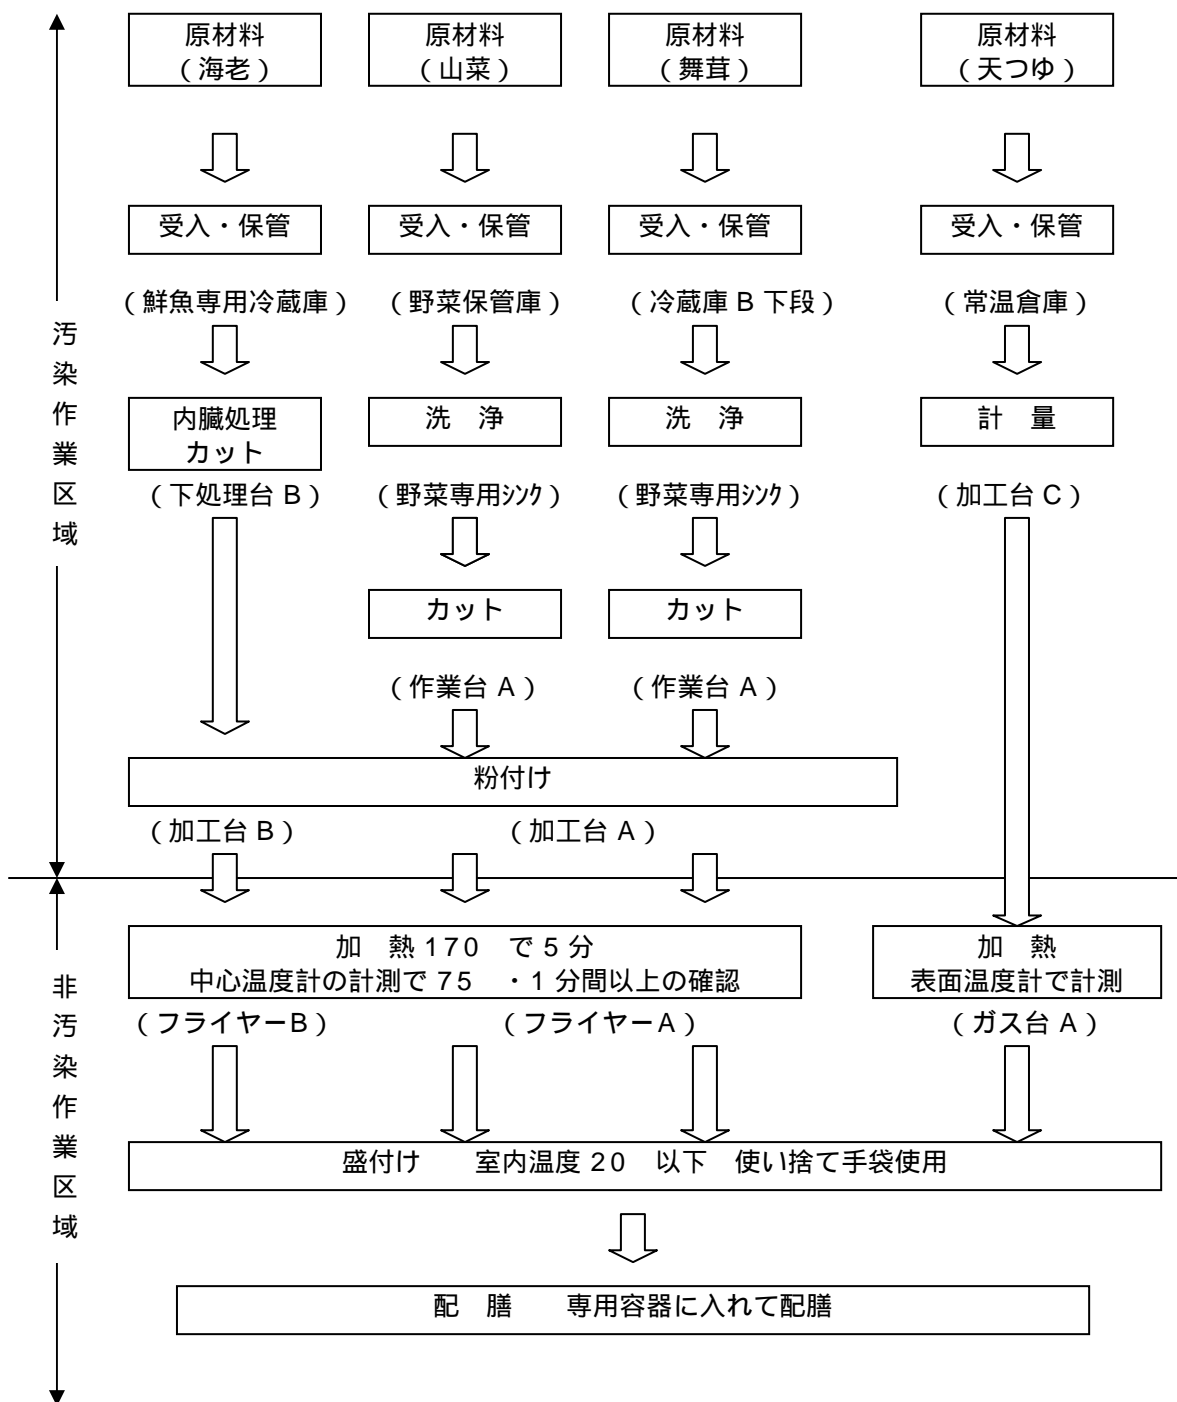 原材料
（海老）
原材料
（山菜）
原材料
（舞茸）
原材料
（天つゆ）
受入・保管
受入・保管
受入・保管
受入・保管
（鮮魚専用冷蔵庫）
（野菜保管庫）
（冷蔵庫 B 下段）
（常温倉庫）
汚染作業区域
内臓処理
カット
洗　浄
洗　浄
計　量
（下処理台 B）
（野菜専用ｼﾝｸ）
（野菜専用ｼﾝｸ）
（加工台 C）
カット
カット
（作業台 A）
（作業台 A）
粉付け
（加工台 B）
（加工台 A）
非汚染作業区域
加　熱 170　で 5 分
中心温度計の計測で 75　・1 分間以上の確認
加　熱
表面温度計で計測
（フライヤーB）
（フライヤーA）
（ガス台 A）
盛付け　　室内温度 20　以下　使い捨て手袋使用
配　膳　　専用容器に入れて配膳